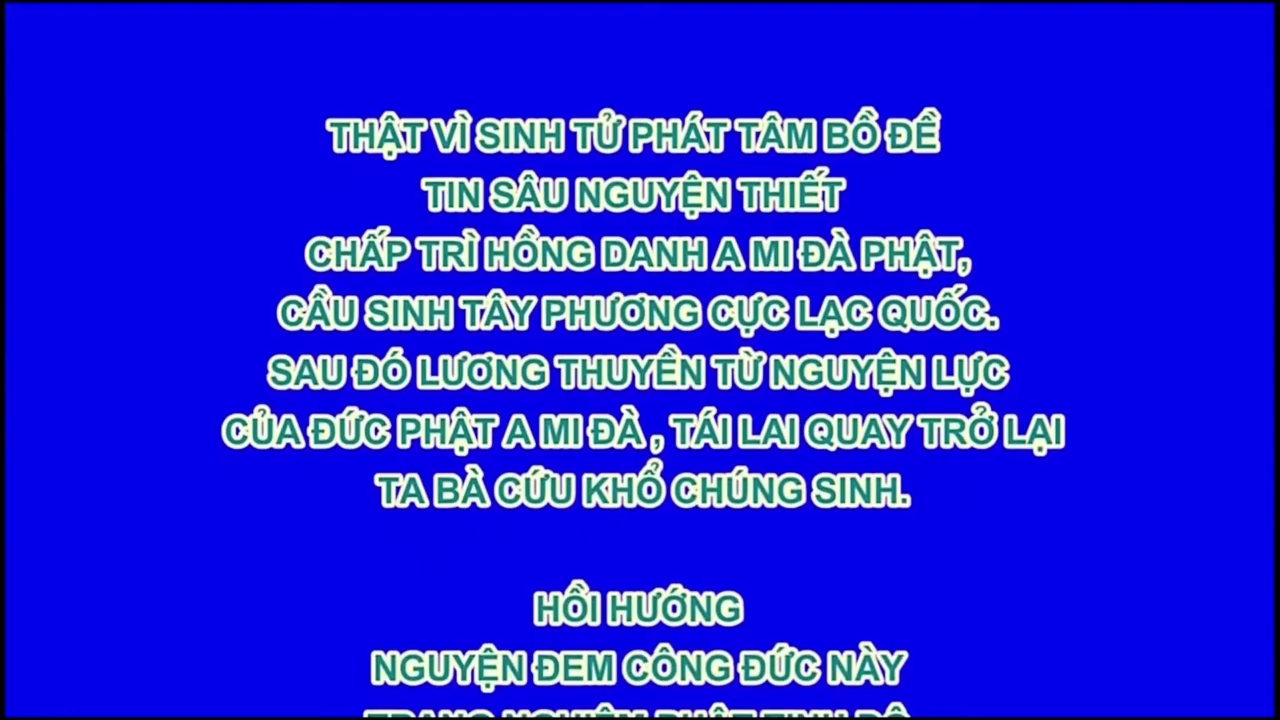 THẬT VÌ SINH TỬ PHÁT TÂM BỒ ĐỀ
TIN SÂU NGUYỆN THIẾT
CHẤP TRÌ HỒNG DANH A MI ĐÀ PHẬT,
CẦU SINH TÂY PHƯƠNG CỰC LẠC QUỐC.
SAU ĐÓ LƯƠNG THUYỀN TỪ NGUYỆN LỰC
CỦA ĐỨC PHẬT A MI ĐÀ , TÁI LAI QUAY TRỞ LẠI
TA BÀ CỨU KHỔ CHÚNG SINH.
HỒI HƯỚNG
NGUYỆN ĐEM CÔNG ĐỨC NÀY